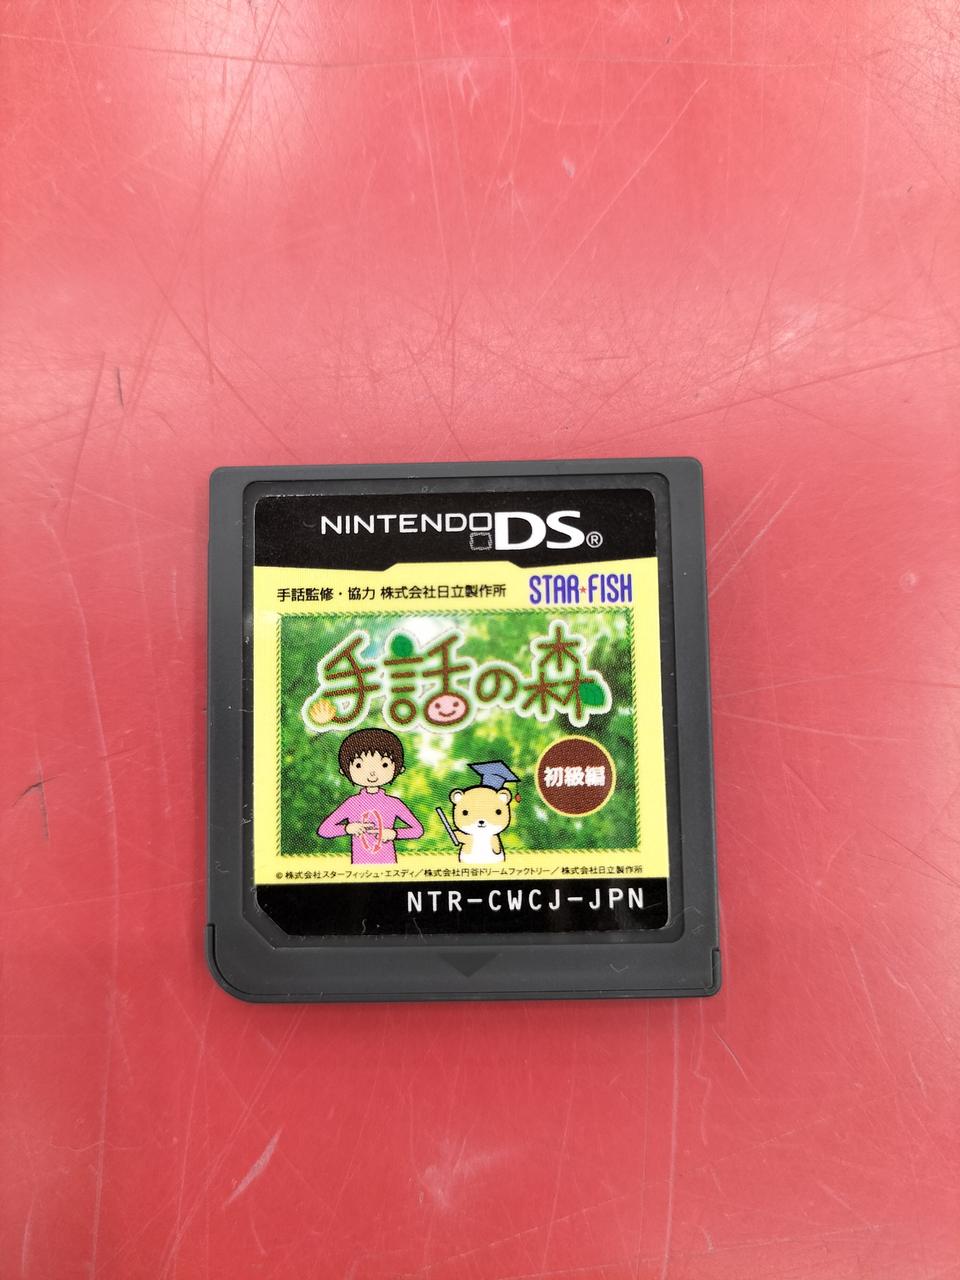 NINTENDO DS®
手話監修・協力 株式会社日立製作所 STAR★FISH
手話の森
初級編
© 株式会社スターフィッシュ・エスディ/株式会社円谷ドリームファクトリー/株式会社日立製作所
NTR-CWCJ-JPN